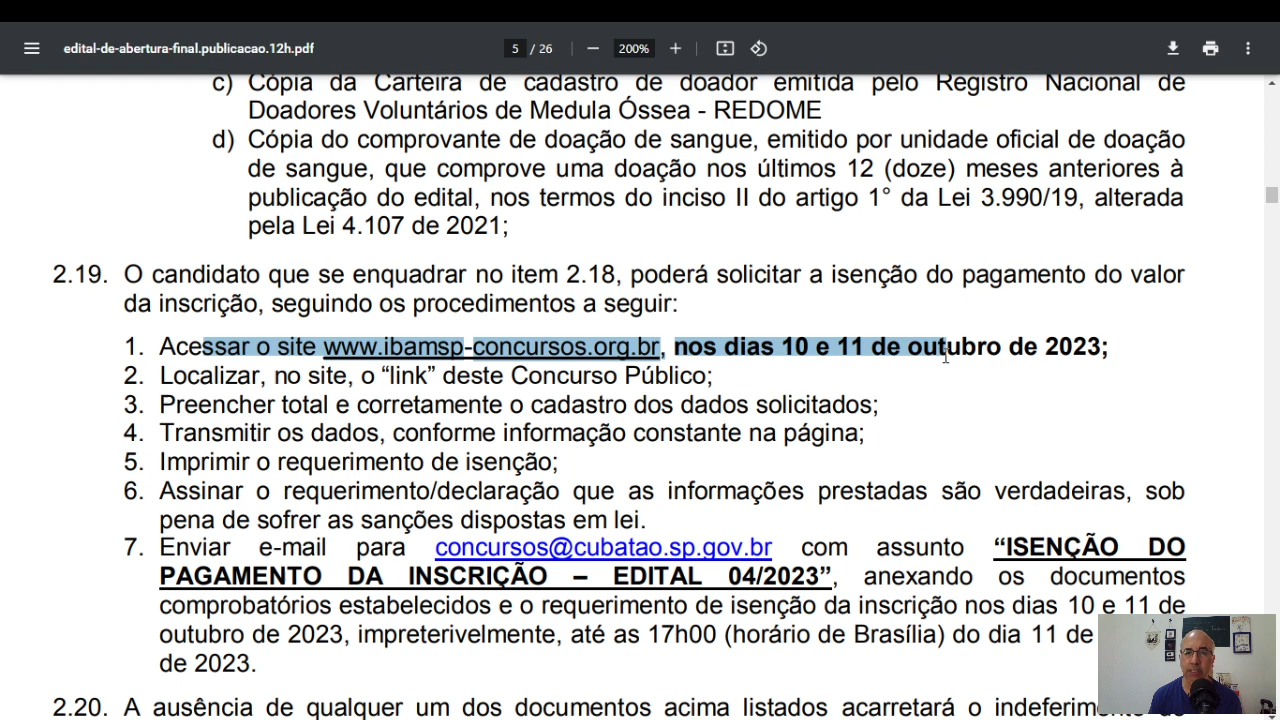 edital-de-abertura-final.publicacao.12h.pdf
5 / 26
200%
c) Cópia da Carteira de cadastro de doador emitida pelo Registro Nacional de
Doadores Voluntários de Medula Óssea - REDOME
d) Cópia do comprovante de doação de sangue, emitido por unidade oficial de doação
de sangue, que comprove uma doação nos últimos 12 (doze) meses anteriores à
publicação do edital, nos termos do inciso II do artigo 1° da Lei 3.990/19, alterada
pela Lei 4.107 de 2021;
2.19. O candidato que se enquadrar no item 2.18, poderá solicitar a isenção do pagamento do valor
da inscrição, seguindo os procedimentos a seguir:
1. Acessar o site www.ibamsp-concursos.org.br, nos dias 10 e 11 de outubro de 2023;
2. Localizar, no site, o “link” deste Concurso Público;
3. Preencher total e corretamente o cadastro dos dados solicitados;
4. Transmitir os dados, conforme informação constante na página;
5. Imprimir o requerimento de isenção;
6. Assinar o requerimento/declaração que as informações prestadas são verdadeiras, sob
pena de sofrer as sanções dispostas em lei.
7. Enviar e-mail para concursos@cubatao.sp.gov.br com assunto “ISENÇÃO DO
PAGAMENTO DA INSCRIÇÃO – EDITAL 04/2023”, anexando os documentos
comprobatórios estabelecidos e o requerimento de isenção da inscrição nos dias 10 e 11 de
outubro de 2023, impreterivelmente, até as 17h00 (horário de Brasília) do dia 11 de
de 2023.
2.20. A ausência de qualquer um dos documentos acima listados acarretará o